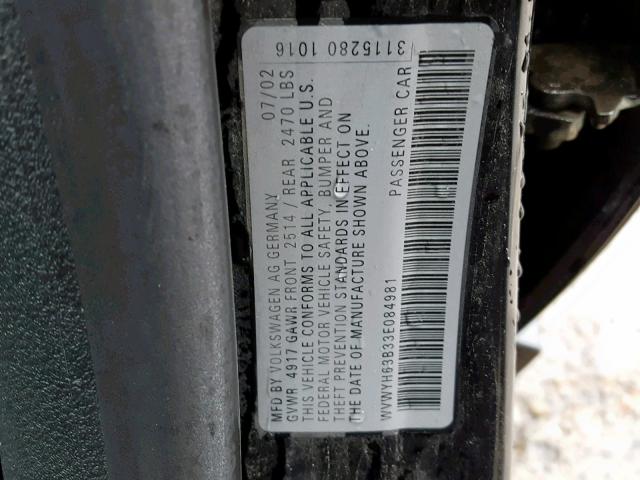 MFD BY VOLKSWAGEN AG GERMANY 07/02
GVWR 4917 GAWR FRONT 2514 / REAR 2470 LBS
THIS VEHICLE CONFORMS TO ALL APPLICABLE U.S.
FEDERAL MOTOR VEHICLE SAFETY, BUMPER AND
THEFT PREVENTION STANDARDS IN EFFECT ON
THE DATE OF MANUFACTURE SHOWN ABOVE.
WVWYH63B33E084981 PASSENGER CAR
3115280 1016